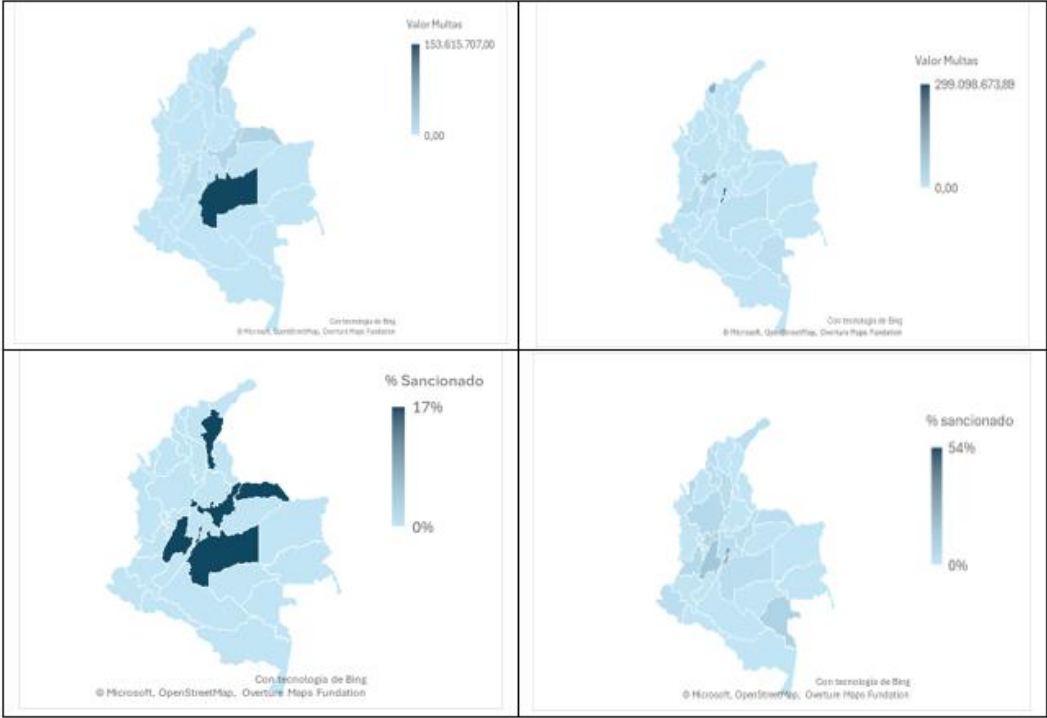 Valor Multas
153.615.707,00
0,00
Con tecnología de Bing
© Microsoft, OpenStreetMap, Overture Maps Fundation
Valor Multas
299.098.673,89
0,00
Con tecnología de Bing
© Microsoft, OpenStreetMap, Overture Maps Fundation
% Sancionado
17%
0%
Con tecnología de Bing
© Microsoft, OpenStreetMap, Overture Maps Fundation
% sancionado
54%
0%
Con tecnología de Bing
© Microsoft, OpenStreetMap, Overture Maps Fundation